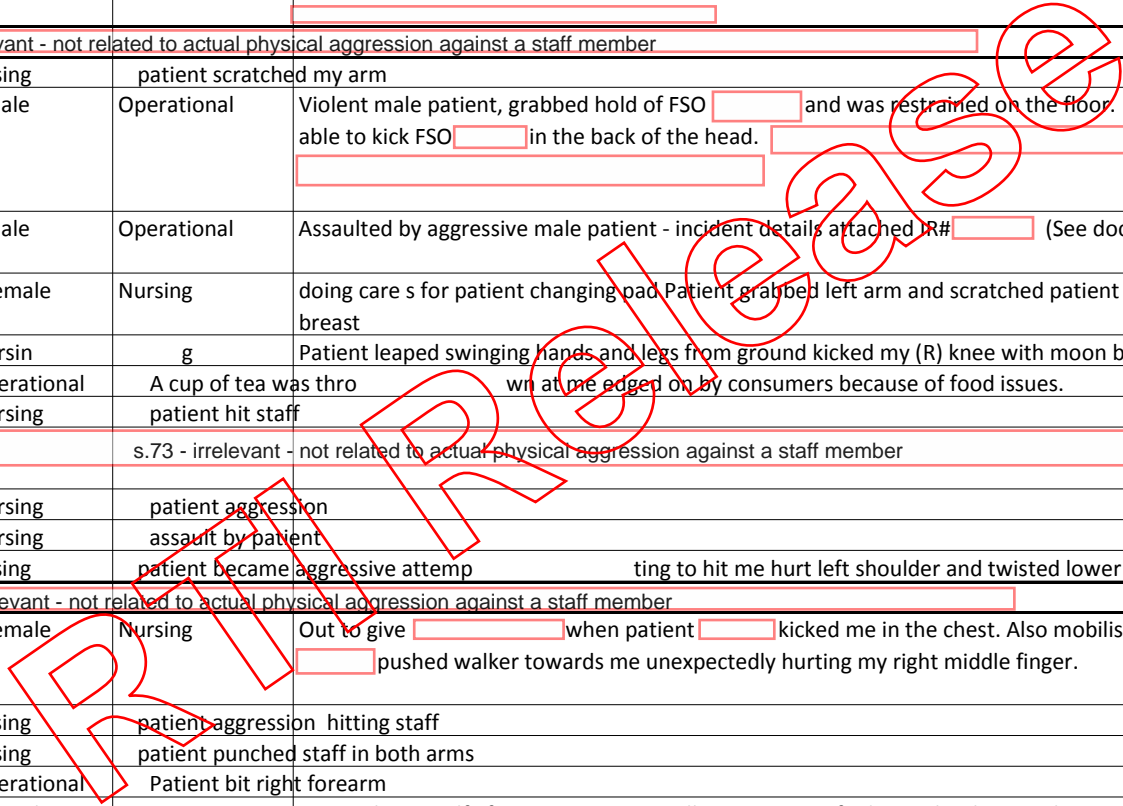 vant - not related to actual physical aggression against a staff member
sing patient scratched my arm
ale Operational Violent male patient, grabbed hold of FSO and was restrained on the floor.
able to kick FSO in the back of the head.
ale Operational Assaulted by aggressive male patient - incident details attached IR# (See doc
emale Nursing doing care s for patient changing pad Patient grabbed left arm and scratched patient
breast
rsin g Patient leaped swinging hands and legs from ground kicked my (R) knee with moon b
erational A cup of tea was thro wn at me edged on by consumers because of food issues.
rsing patient hit staff
s.73 - irrelevant - not related to actual physical aggression against a staff member
rsing patient aggression
rsing assault by patient
sing patient became aggressive attemp ting to hit me hurt left shoulder and twisted lower
evant - not related to actual physical aggression against a staff member
emale Nursing Out to give when patient kicked me in the chest. Also mobilis
pushed walker towards me unexpectedly hurting my right middle finger.
sing patient aggression hitting staff
sing patient punched staff in both arms
erational Patient bit right forearm
RTI Release